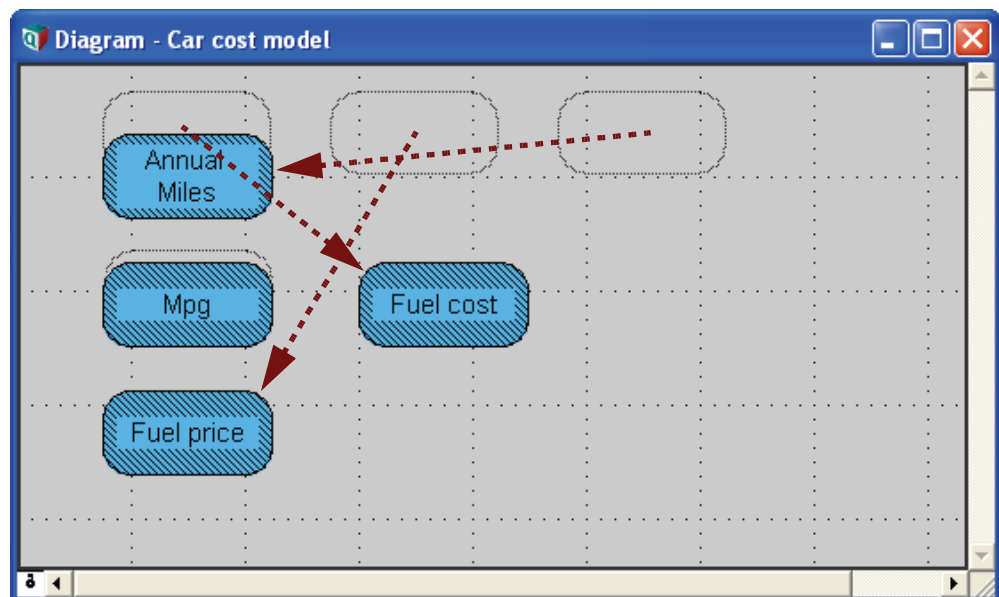 Diagram - Car cost model
Annual
Miles
Mpg
Fuel cost
Fuel price